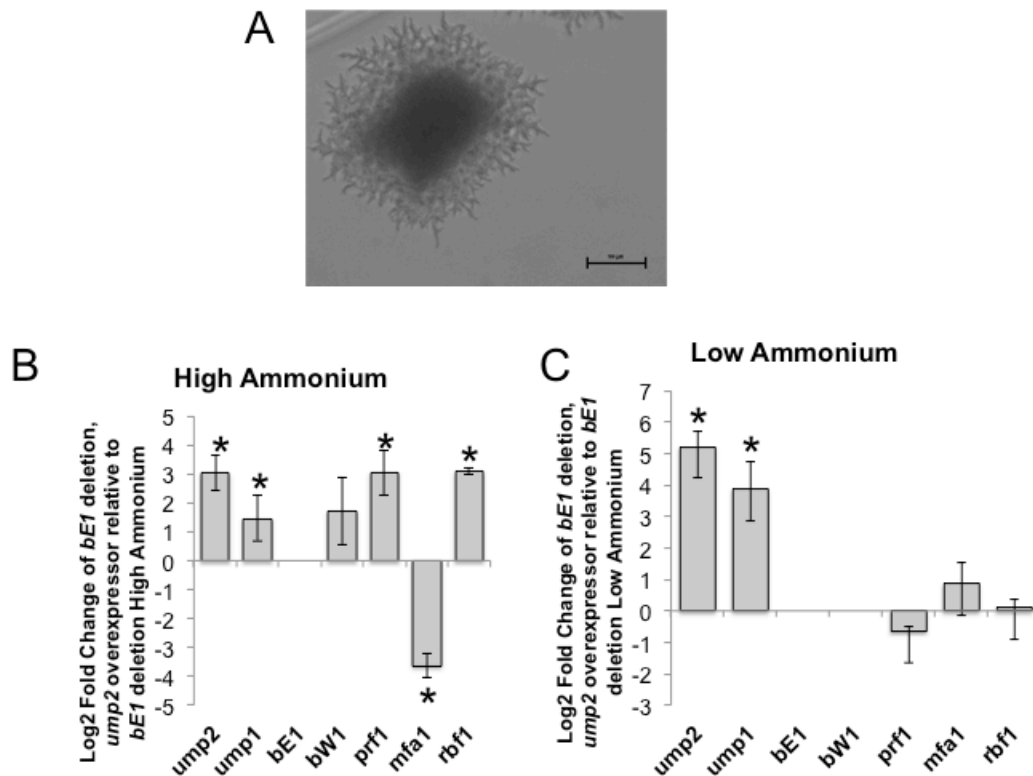 A
B
High Ammonium
Log2 Fold Change of bE1 deletion,
ump2 overexpressor relative to
bE1 deletion High Ammonium
5
4
3
2
1
0
-1
-2
-3
-4
-5
*
*
*
*
*
ump2
ump1
bE1
bW1
prf1
mfa1
rbf1
C
Low Ammonium
Log2 Fold Change of bE1 deletion,
ump2 overexpressor relative to bE1
deletion Low Ammonium
7
6
5
4
3
2
1
0
-1
-2
-3
*
*
ump2
ump1
bE1
bW1
prf1
mfa1
rbf1